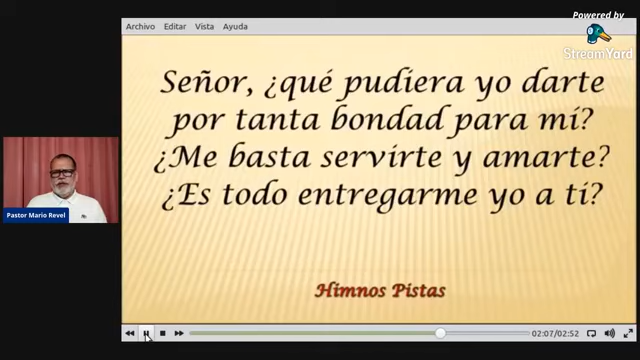 Powered by
StreamYard
Archivo Editar Vista Ayuda
Señor, ¿qué pudiera yo darte
por tanta bondad para mí?
¿Me basta servirte y amarte?
¿Es todo entregarme yo a ti?
Himnos Pistas
Pastor Mario Revel
02:07/02:52